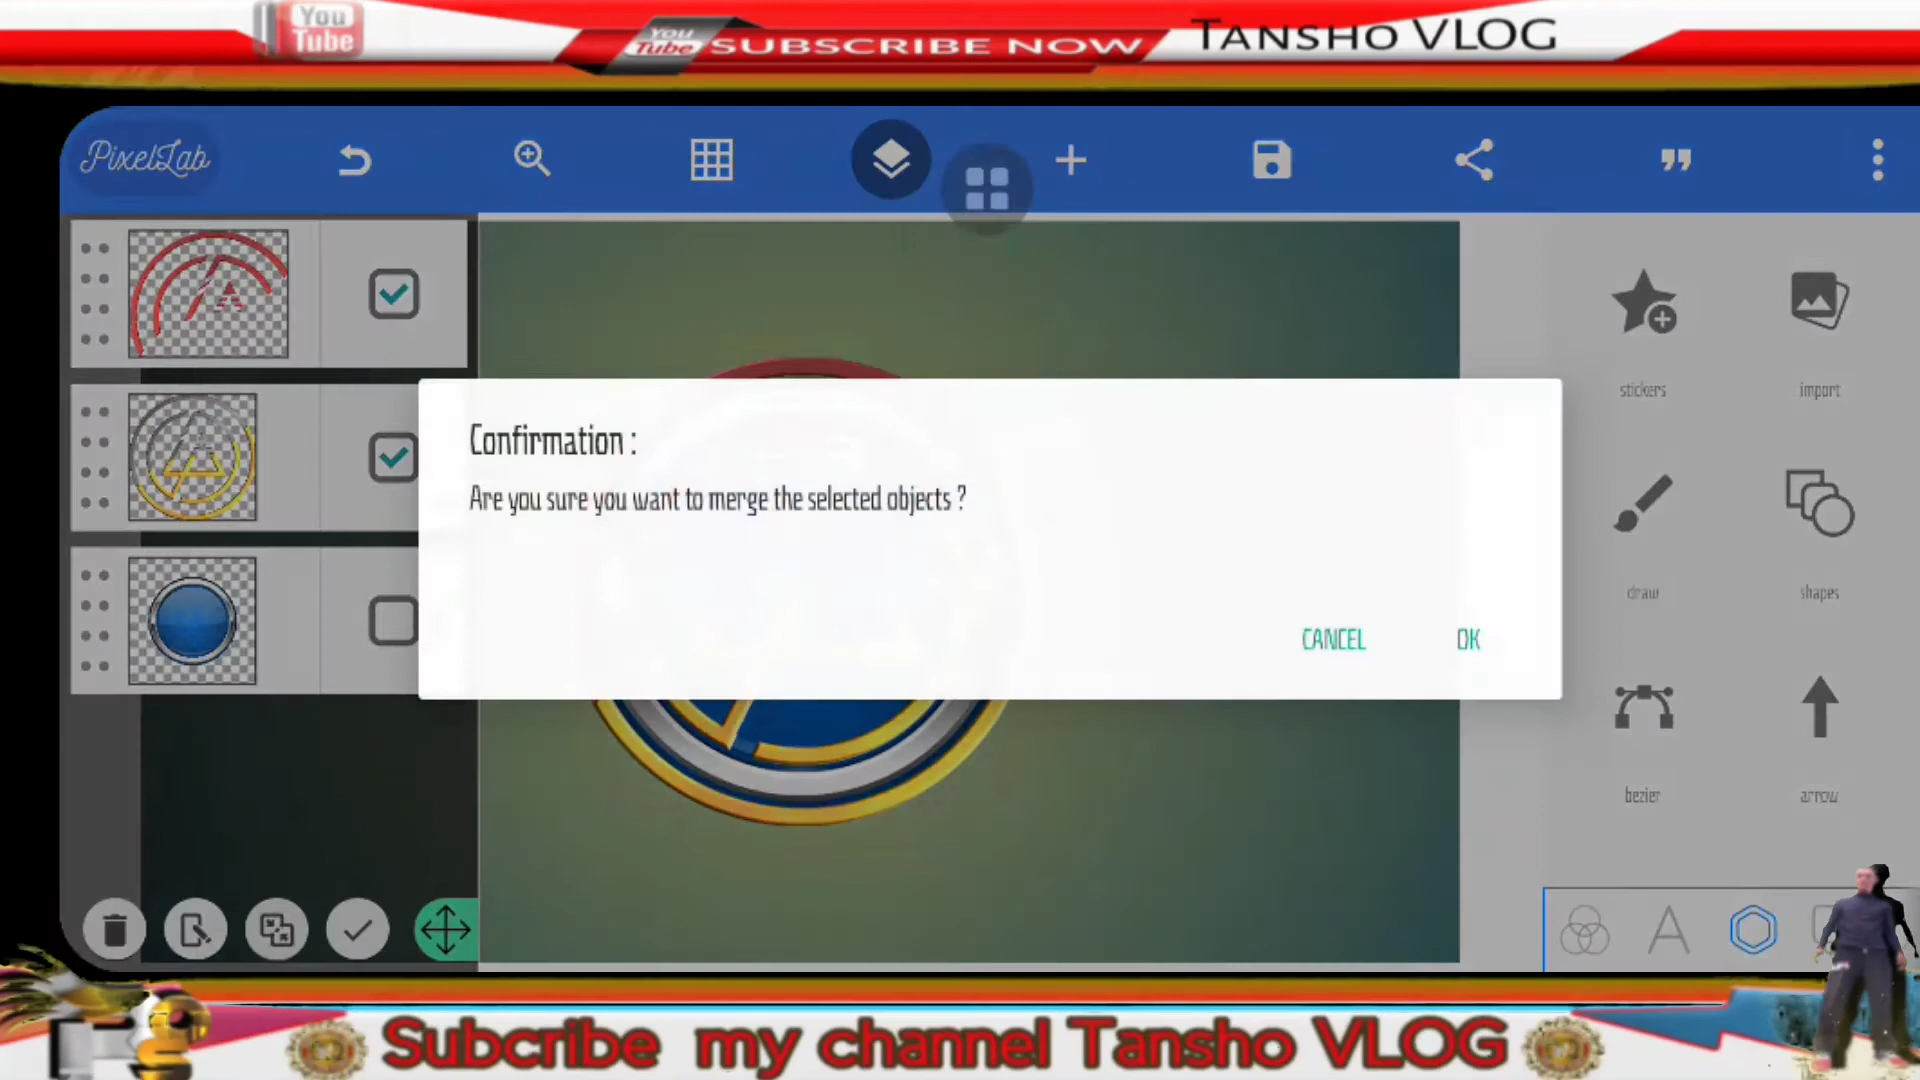 You
Tube
You
Tube SUBSCRIBE NOW
TANSHO VLOG
PixelLab
stickers
import
Confirmation :
Are you sure you want to merge the selected objects ?
draw
shapes
CANCEL
OK
bezier
arrow
Subcribe my channel Tansho VLOG